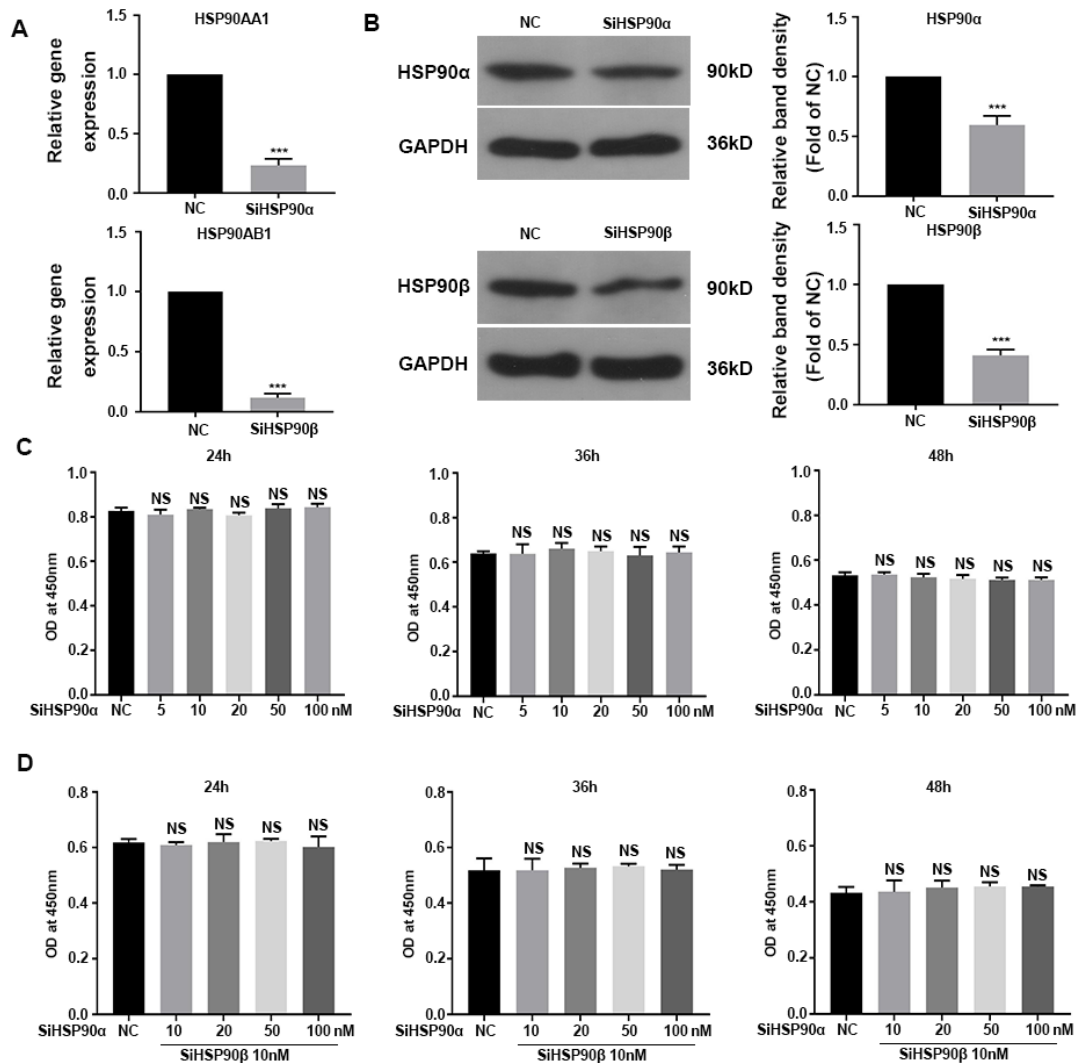 A
HSP90AA1
Relative gene
expression
1.5
1.0
0.5
0.0
***
NC
SiHSP90α
HSP90AB1
Relative gene
expression
1.5
1.0
0.5
0.0
***
NC
SiHSP90β
B
NC
SiHSP90α
HSP90α
90kD
GAPDH
36kD
NC
SiHSP90β
HSP90β
90kD
GAPDH
36kD
HSP90α
Relative band density
(Fold of NC)
1.5
1.0
0.5
0.0
***
NC
SiHSP90α
HSP90β
Relative band density
(Fold of NC)
1.5
1.0
0.5
0.0
***
NC
SiHSP90β
C
24h
OD at 450nm
1.0
0.8
0.6
0.4
0.2
0.0
NS NS NS NS NS
SiHSP90α NC 5 10 20 50 100 nM
36h
OD at 450nm
1.0
0.8
0.6
0.4
0.2
0.0
NS NS NS NS NS
SiHSP90α NC 5 10 20 50 100 nM
48h
OD at 450nm
1.0
0.8
0.6
0.4
0.2
0.0
NS NS NS NS NS
SiHSP90α NC 5 10 20 50 100 nM
D
24h
OD at 450nm
0.8
0.6
0.4
0.2
0.0
NS NS NS NS
SiHSP90α NC 10 20 50 100 nM
SiHSP90β 10nM
36h
OD at 450nm
0.8
0.6
0.4
0.2
0.0
NS NS NS NS
SiHSP90α NC 10 20 50 100 nM
SiHSP90β 10nM
48h
OD at 450nm
0.8
0.6
0.4
0.2
0.0
NS NS NS NS
SiHSP90α NC 10 20 50 100 nM
SiHSP90β 10nM